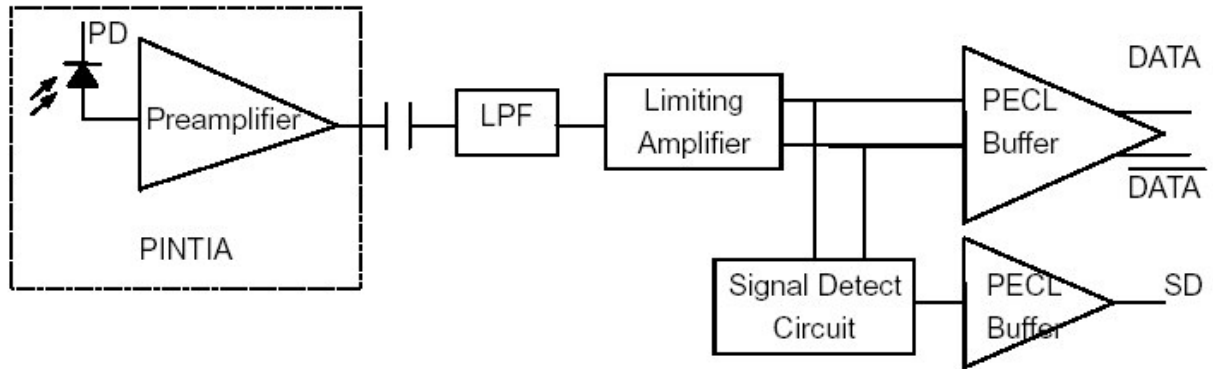 PD
Preamplifier
PINTIA
LPF
Limiting
Amplifier
PECL
Buffer
DATA
DATA
Signal Detect
Circuit
PECL
Buffer
SD